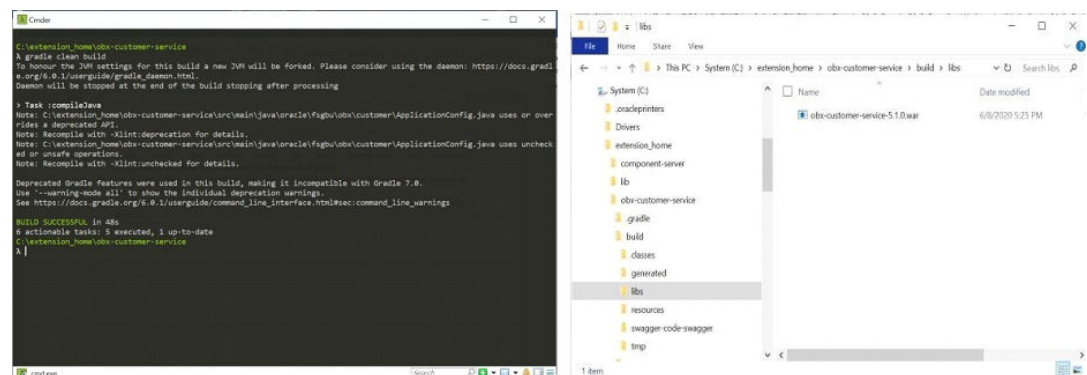 Cmder
C:\extension_home\obx-customer-service
λ gradle clean build
To honour the JVM settings for this build a new JVM will be forked. Please consider using the daemon: https://docs.gradl
e.org/6.0.1/userguide/gradle_daemon.html.
Daemon will be stopped at the end of the build stopping after processing
> Task :compileJava
Note: C:\extension_home\obx-customer-service\src\main\java\oracle\fsgbu\obx\customer\ApplicationConfig.java uses or over
rides a deprecated API.
Note: Recompile with -Xlint:deprecation for details.
Note: C:\extension_home\obx-customer-service\src\main\java\oracle\fsgbu\obx\customer\ApplicationConfig.java uses uncheck
ed or unsafe operations.
Note: Recompile with -Xlint:unchecked for details.
Deprecated Gradle features were used in this build, making it incompatible with Gradle 7.0.
Use '--warning-mode all' to show the individual deprecation warnings.
See https://docs.gradle.org/6.0.1/userguide/command_line_interface.html#sec:command_line_warnings
BUILD SUCCESSFUL in 48s
6 actionable tasks: 5 executed, 1 up-to-date
C:\extension_home\obx-customer-service
λ
cmd.exe
Search
libs
File Home Share View
This PC > System (C:) > extension_home > obx-customer-service > build > libs
Search libs
System (C:)
.oracleprinters
Drivers
extension_home
component-server
lib
obx-customer-service
.gradle
build
classes
generated
libs
resources
swagger-code-swagger
tmp
Name Date modified
obx-customer-service-5.1.0.war 6/8/2020 5:25 PM
1 item